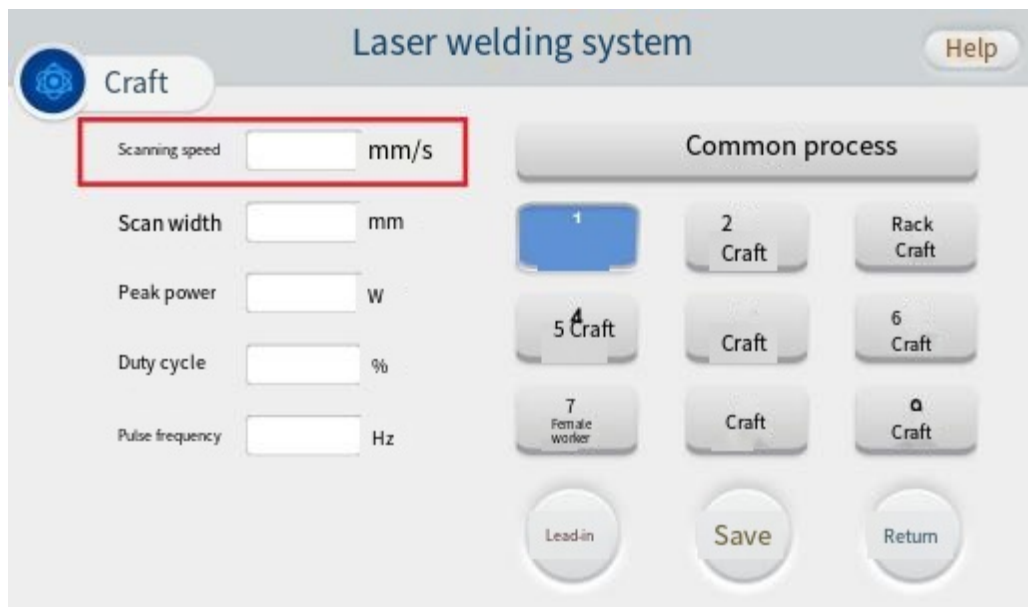 Laser welding system
Help
Craft
Scanning speed
mm/s
Scan width
mm
Peak power
W
Duty cycle
%
Pulse frequency
Hz
Common process
1
2
Craft
Rack
Craft
4
5 Craft
Craft
6
Craft
7
Female
worker
Craft
Craft
Lead-in
Save
Return